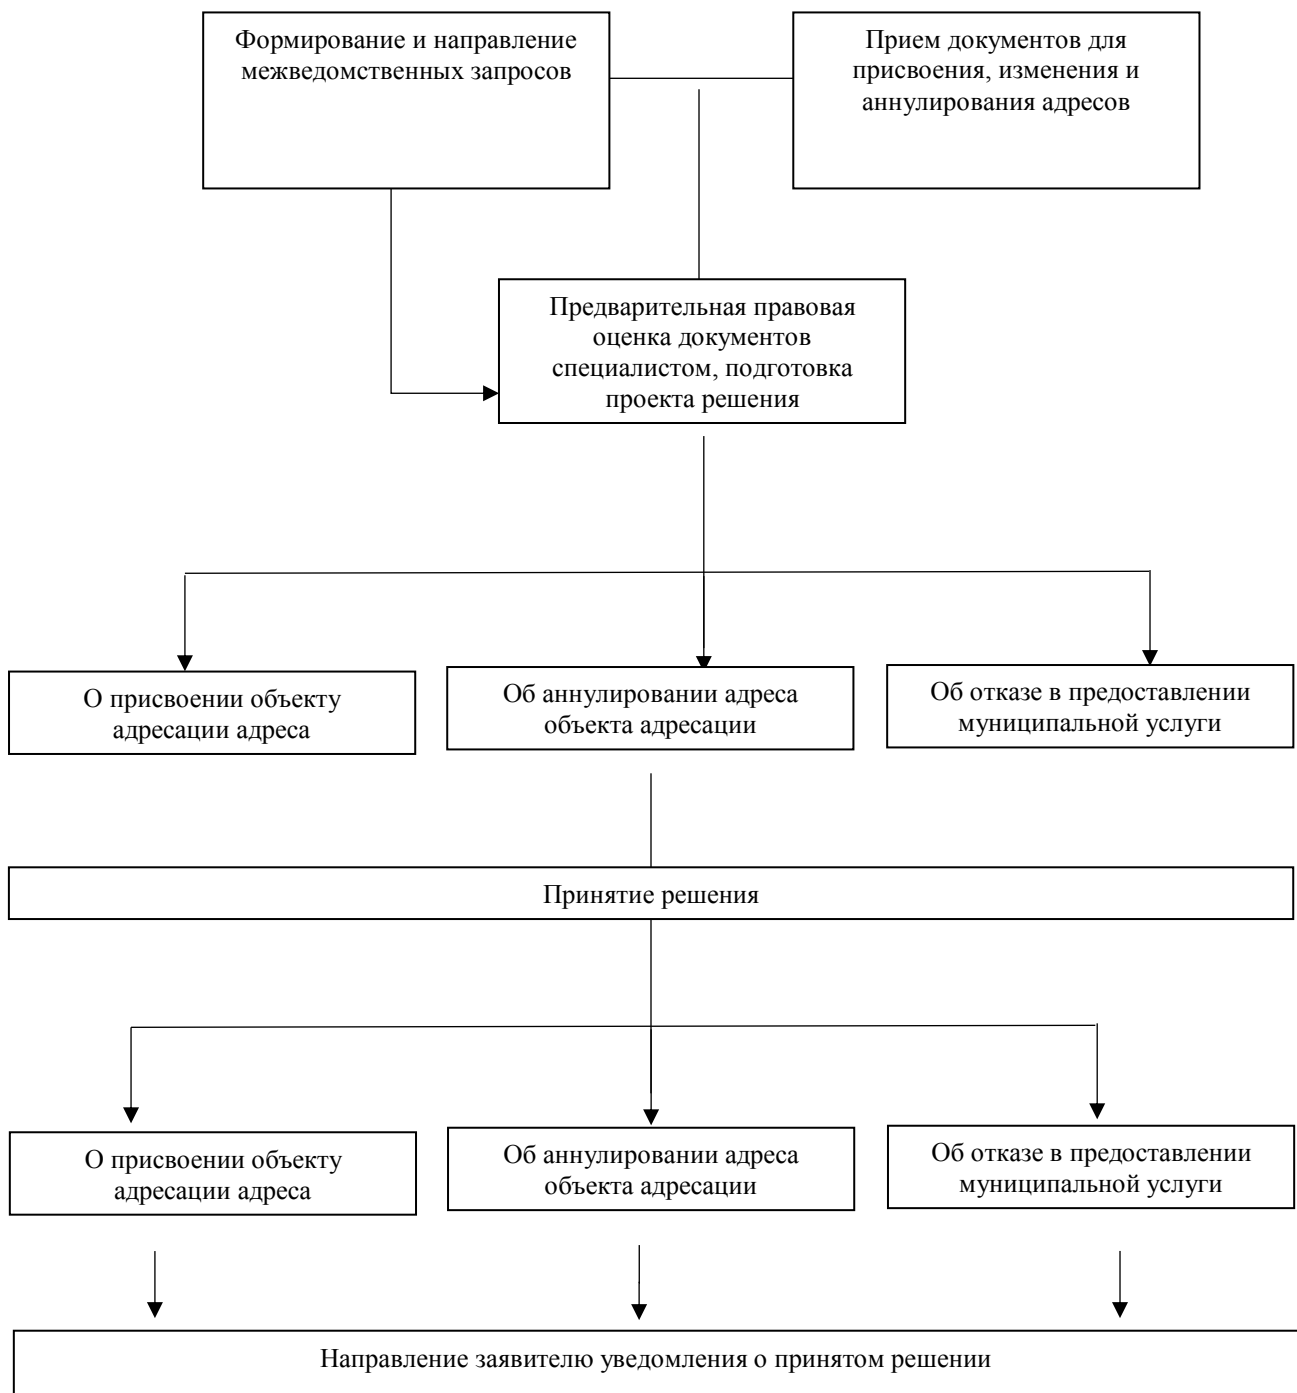 Формирование и направление
межведомственных запросов
Прием документов для
присвоения, изменения и
аннулирования адресов
Предварительная правовая
оценка документов
специалистом, подготовка
проекта решения
О присвоении объекту
адресации адреса
Об аннулировании адреса
объекта адресации
Об отказе в предоставлении
муниципальной услуги
Принятие решения
О присвоении объекту
адресации адреса
Об аннулировании адреса
объекта адресации
Об отказе в предоставлении
муниципальной услуги
Направление заявителю уведомления о принятом решении